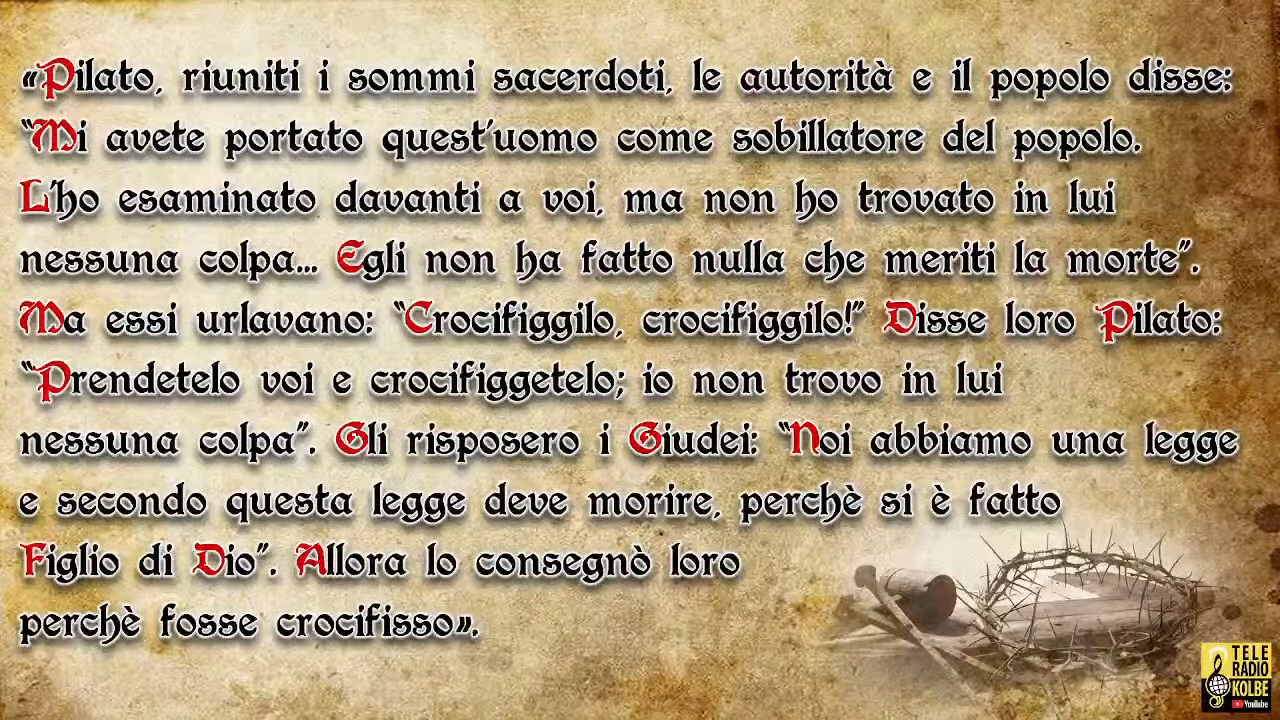 «Pilato, riuniti i sommi sacerdoti, le autorità e il popolo disse:
“Mi avete portato quest'uomo come sobillatore del popolo.
L'ho esaminato davanti a voi, ma non ho trovato in lui
nessuna colpa... Egli non ha fatto nulla che meriti la morte”.
Ma essi urlavano: “Crocifiggilo, crocifiggilo!” Disse loro Pilato:
“Prendetelo voi e crocifiggetelo; io non trovo in lui
nessuna colpa”. Gli risposero i Giudei: “Noi abbiamo una legge
e secondo questa legge deve morire, perchè si è fatto
Figlio di Dio”. Allora lo consegnò loro
perchè fosse crocifisso».
TELE
RADIO
KOLBE
YouTube